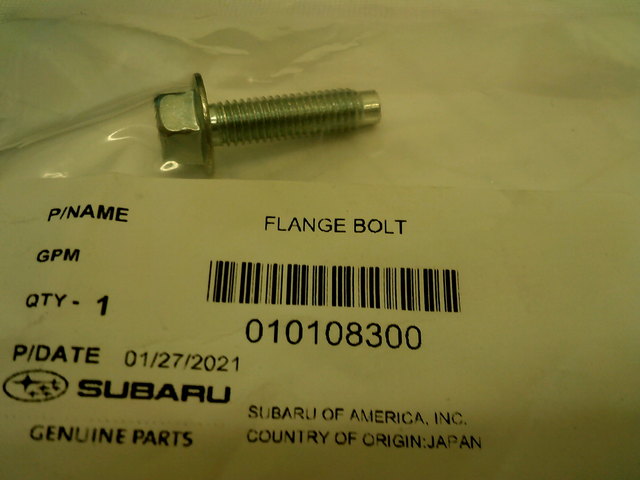 P/NAME FLANGE BOLT
GPM
QTY - 1
010108300
P/DATE 01/27/2021
SUBARU
SUBARU OF AMERICA, INC.
GENUINE PARTS COUNTRY OF ORIGIN:JAPAN